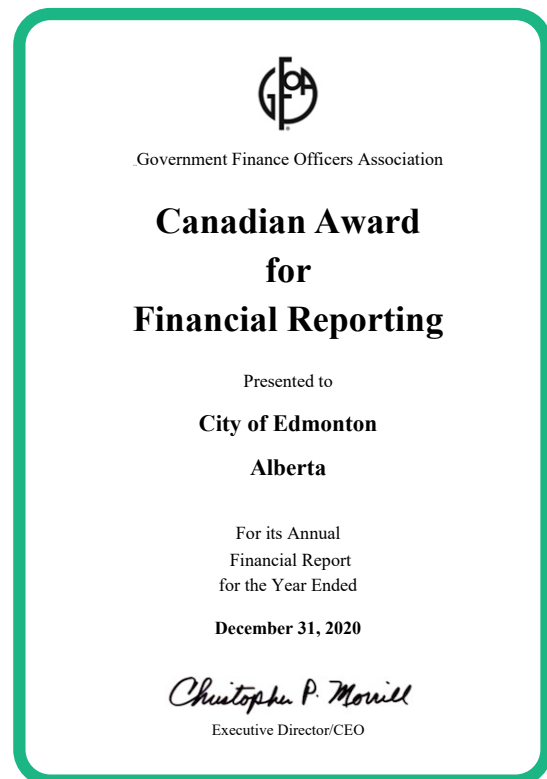 GFOA
Government Finance Officers Association
Canadian Award
for
Financial Reporting
Presented to
City of Edmonton
Alberta
For its Annual
Financial Report
for the Year Ended
December 31, 2020
Christopher P. Morrill
Executive Director/CEO